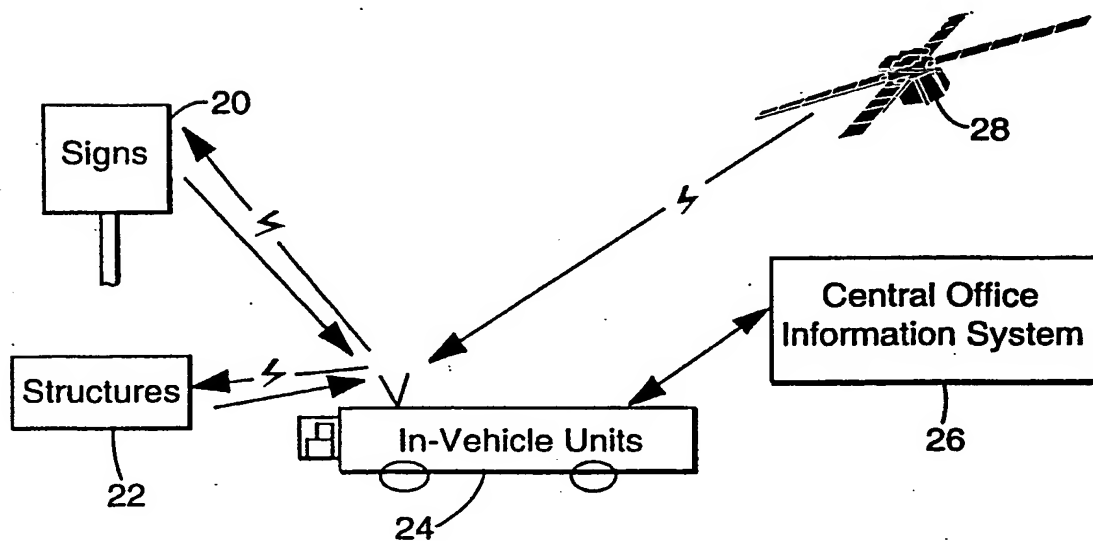 20
Signs
28
Central Office
Information System
Structures
In-Vehicle Units
22
24
26